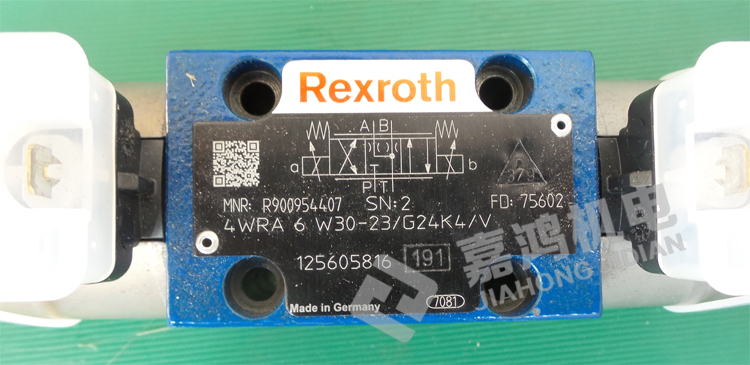 Rexroth
A B
a b
P T
MNR: R900954407 SN: 2 FD: 75602
4WRA 6 W30-23/G24K4/V
125605816 191
Made in Germany 7081
嘉鸿机电
JIAHONG JIDIAN